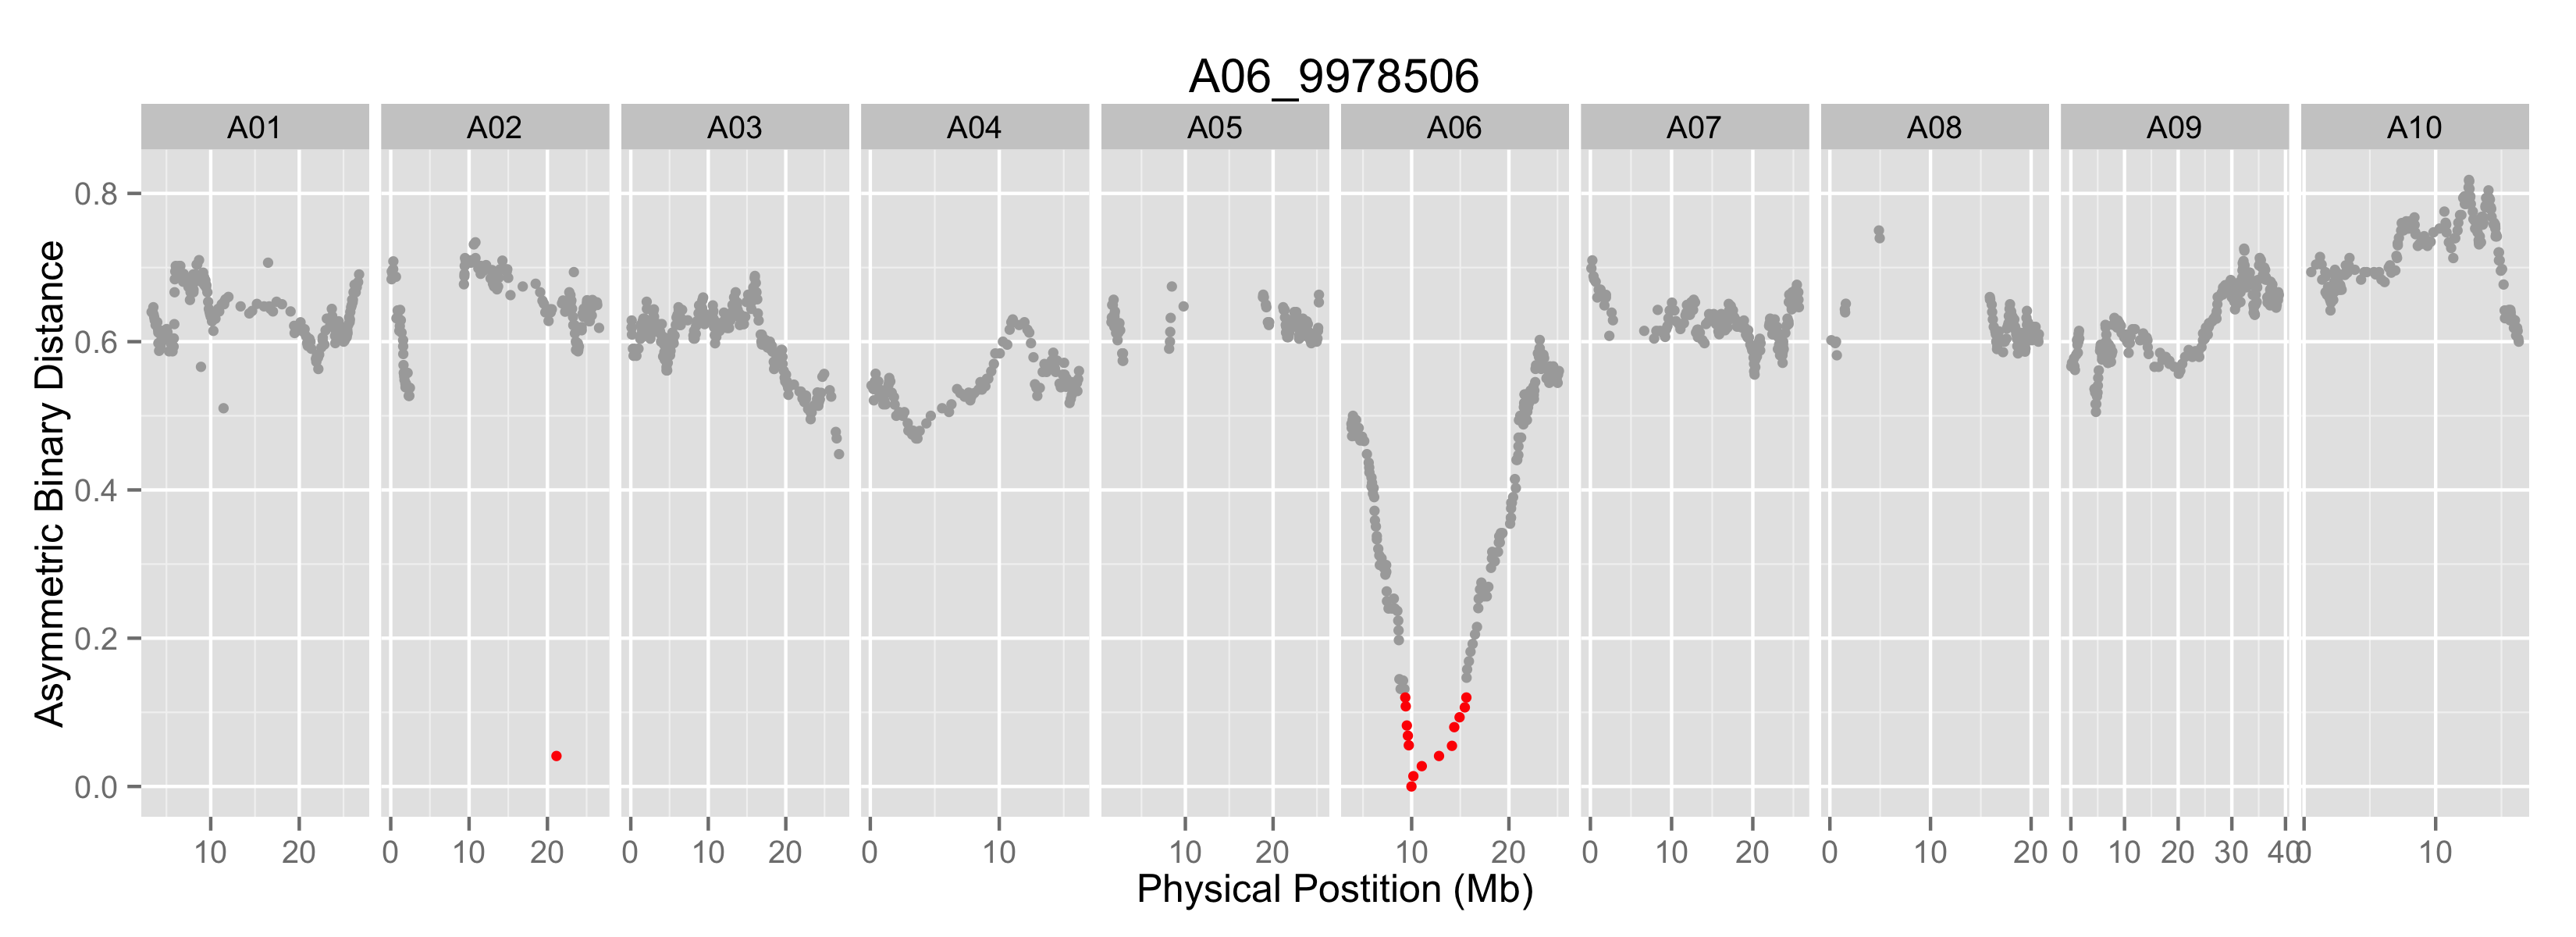 A06_9978506
A01 A02 A03 A04 A05 A06 A07 A08 A09 A10
Asymmetric Binary Distance
0.8
0.6
0.4
0.2
0.0
10 20 0 10 20 0 10 20 0 10 10 20 10 20 0 10 20 0 10 20 0 10 20 30 40 0 10
Physical Postition (Mb)